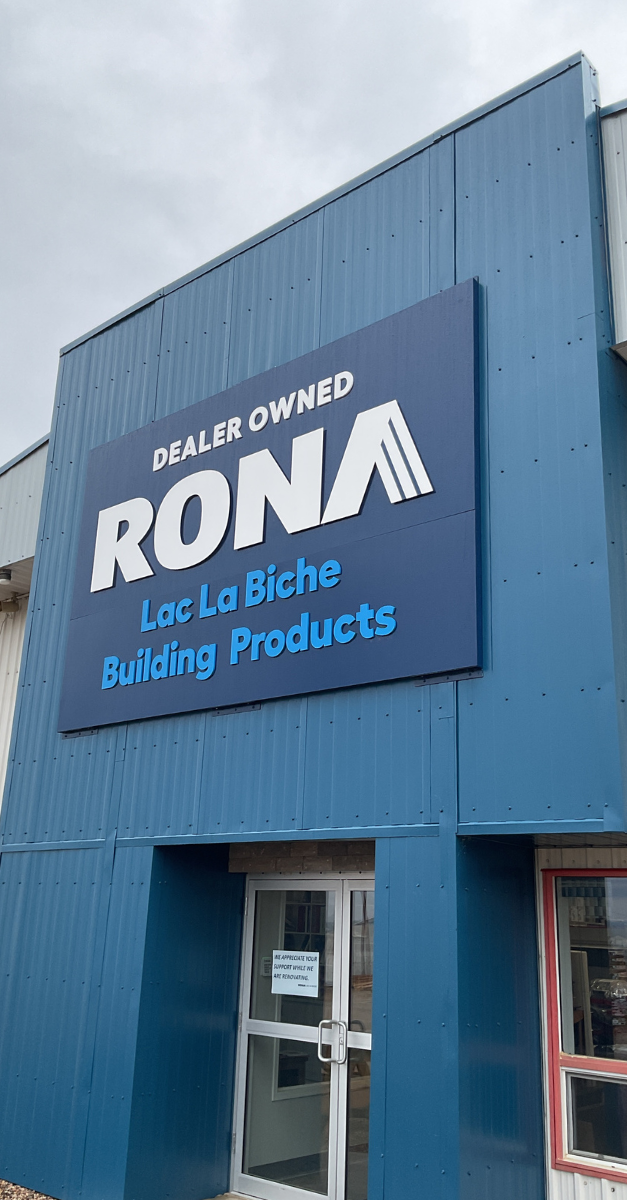 DEALER OWNED
RONA
Lac La Biche
Building Products
WE APPRECIATE YOUR
SUPPORT WHILE WE
ARE RENOVATING.